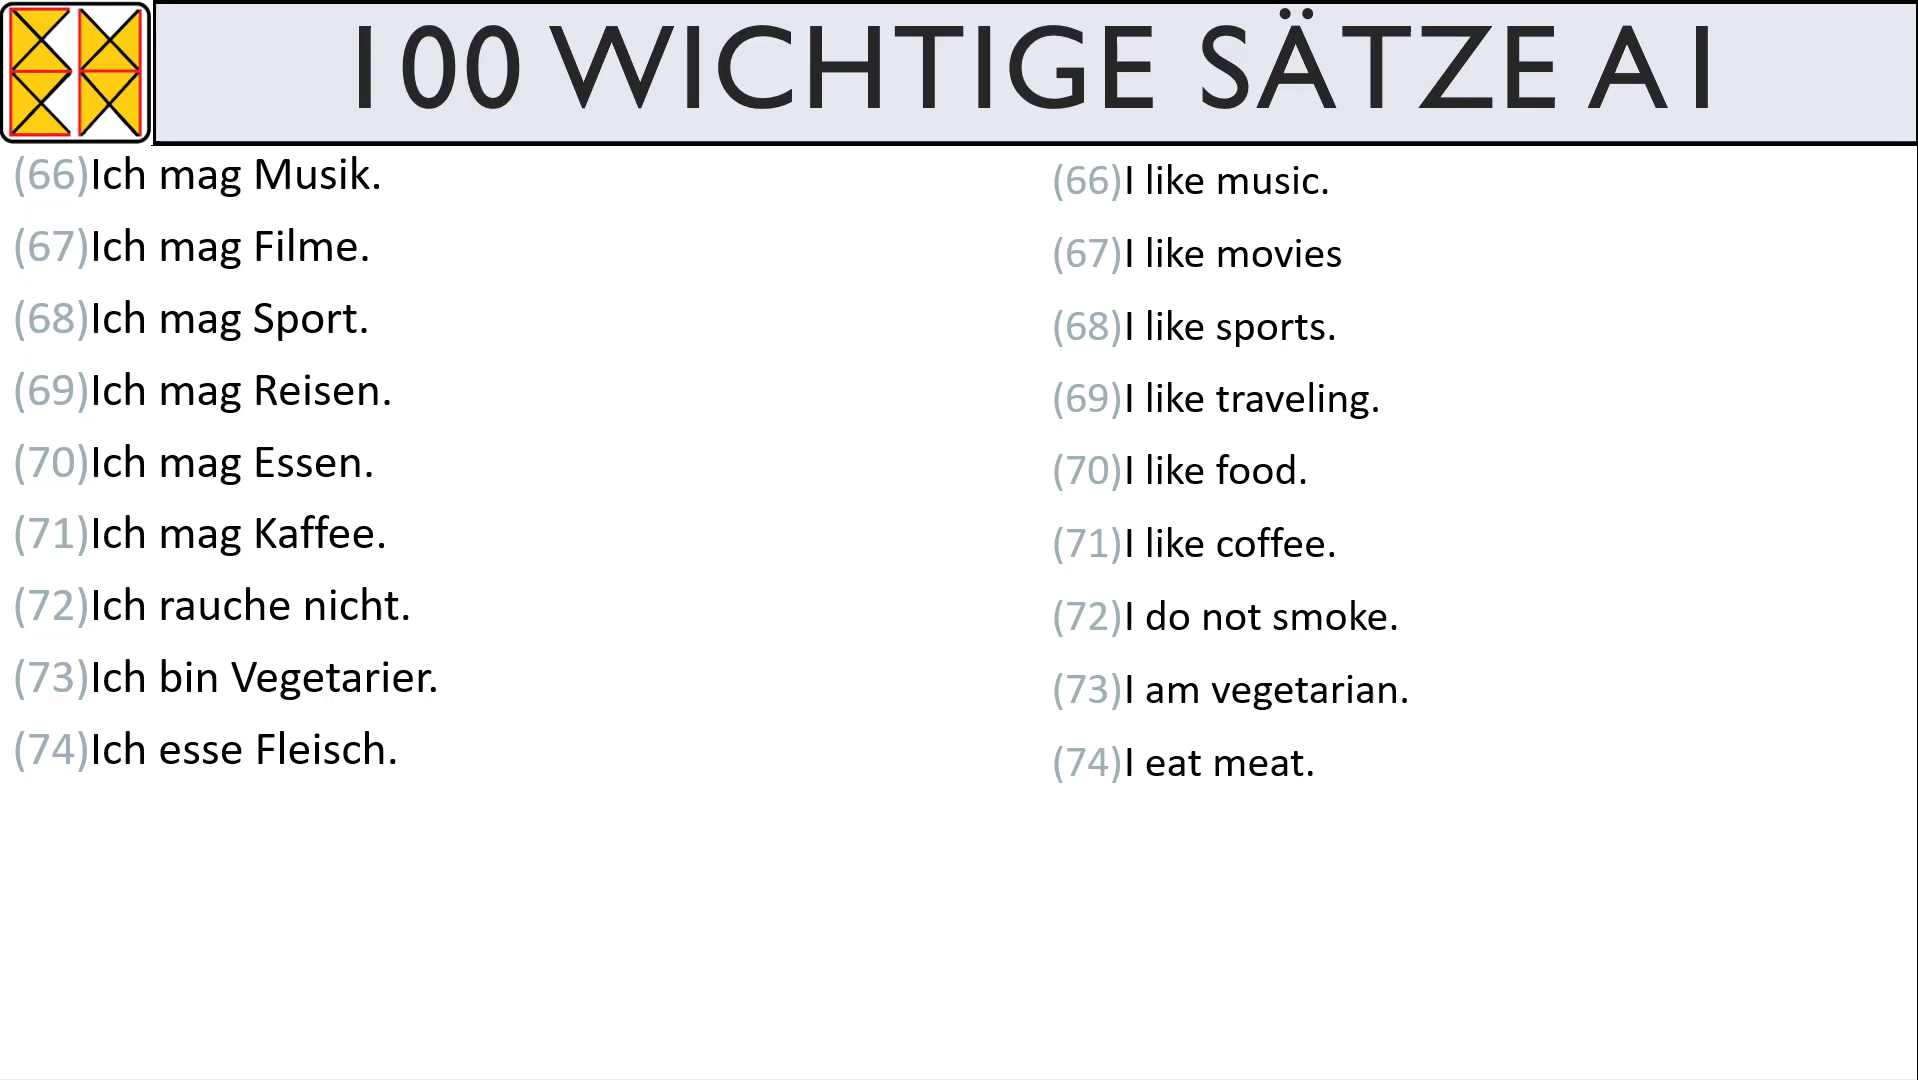 100 WICHTIGE SÄTZE A1
(66)Ich mag Musik.
(67)Ich mag Filme.
(68)Ich mag Sport.
(69)Ich mag Reisen.
(70)Ich mag Essen.
(71)Ich mag Kaffee.
(72)Ich rauche nicht.
(73)Ich bin Vegetarier.
(74)Ich esse Fleisch.
(66)I like music.
(67)I like movies
(68)I like sports.
(69)I like traveling.
(70)I like food.
(71)I like coffee.
(72)I do not smoke.
(73)I am vegetarian.
(74)I eat meat.